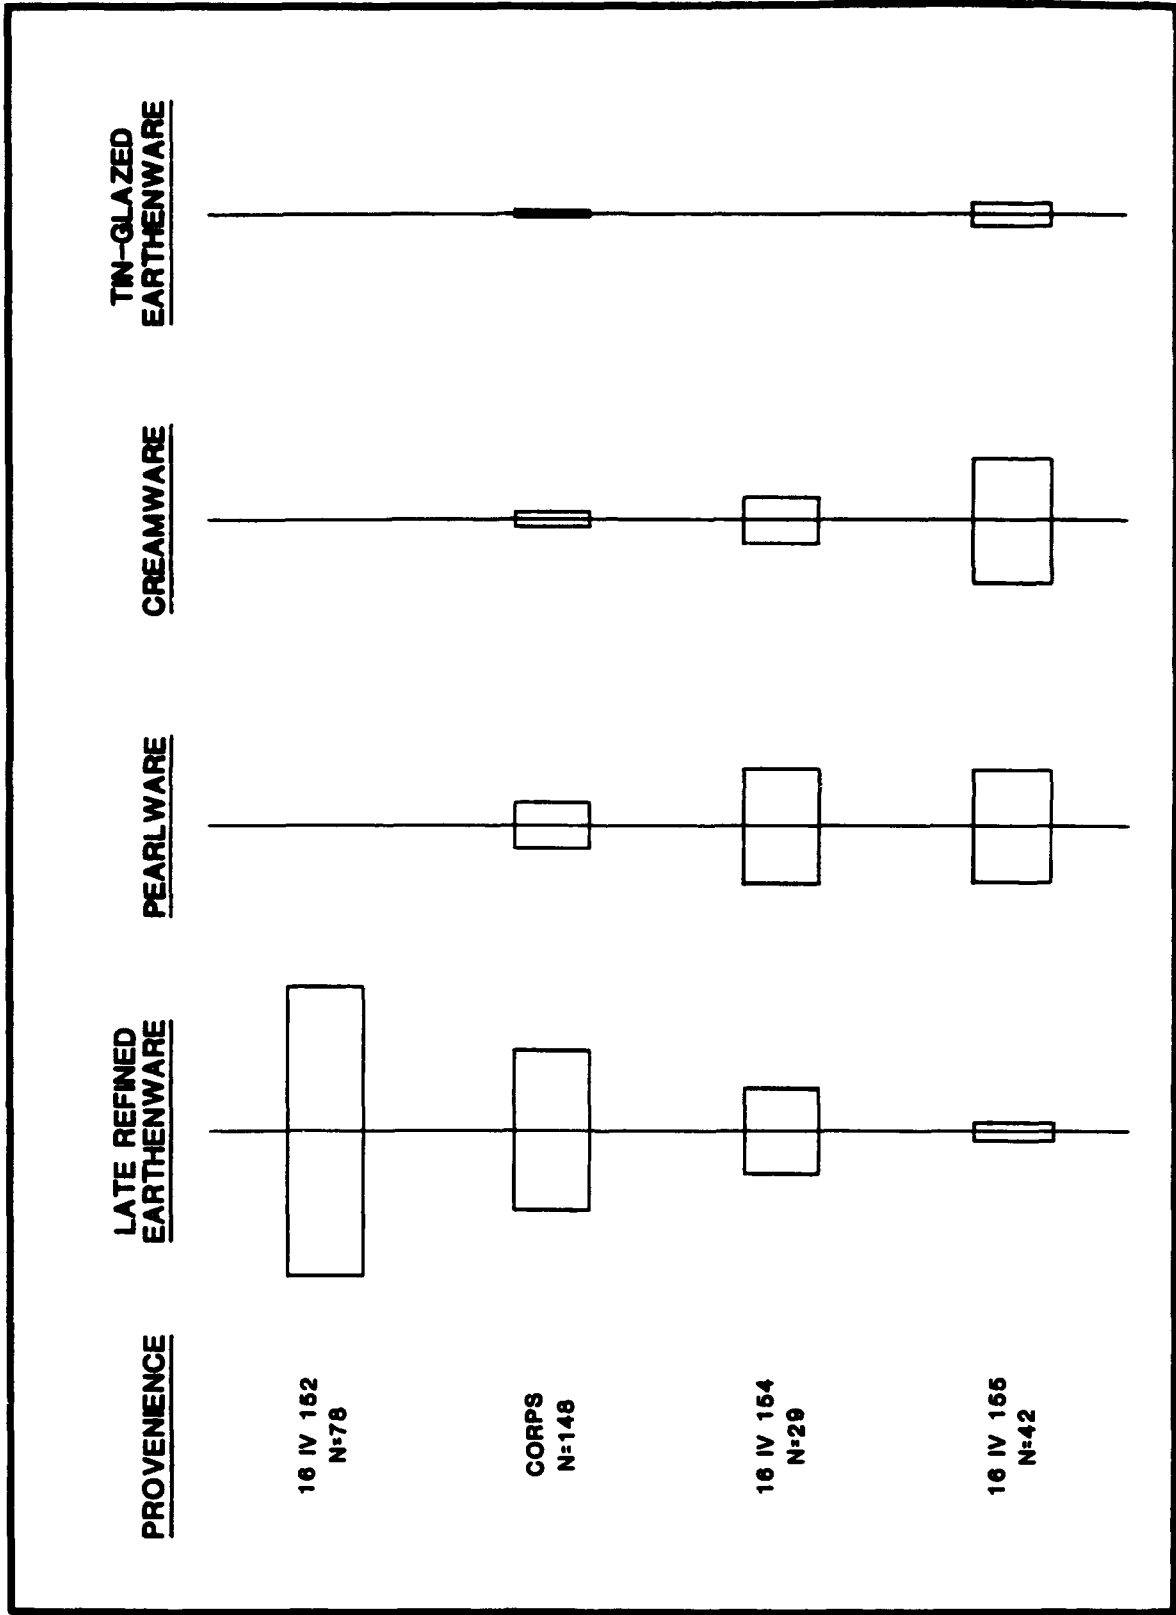 PROVENIENCE
LATE REFINED
EARTHENWARE
PEARLWARE
CREAMWARE
TIN-GLAZED
EARTHENWARE
16 IV 152
N=78
CORPS
N=148
16 IV 154
N=29
16 IV 155
N=42